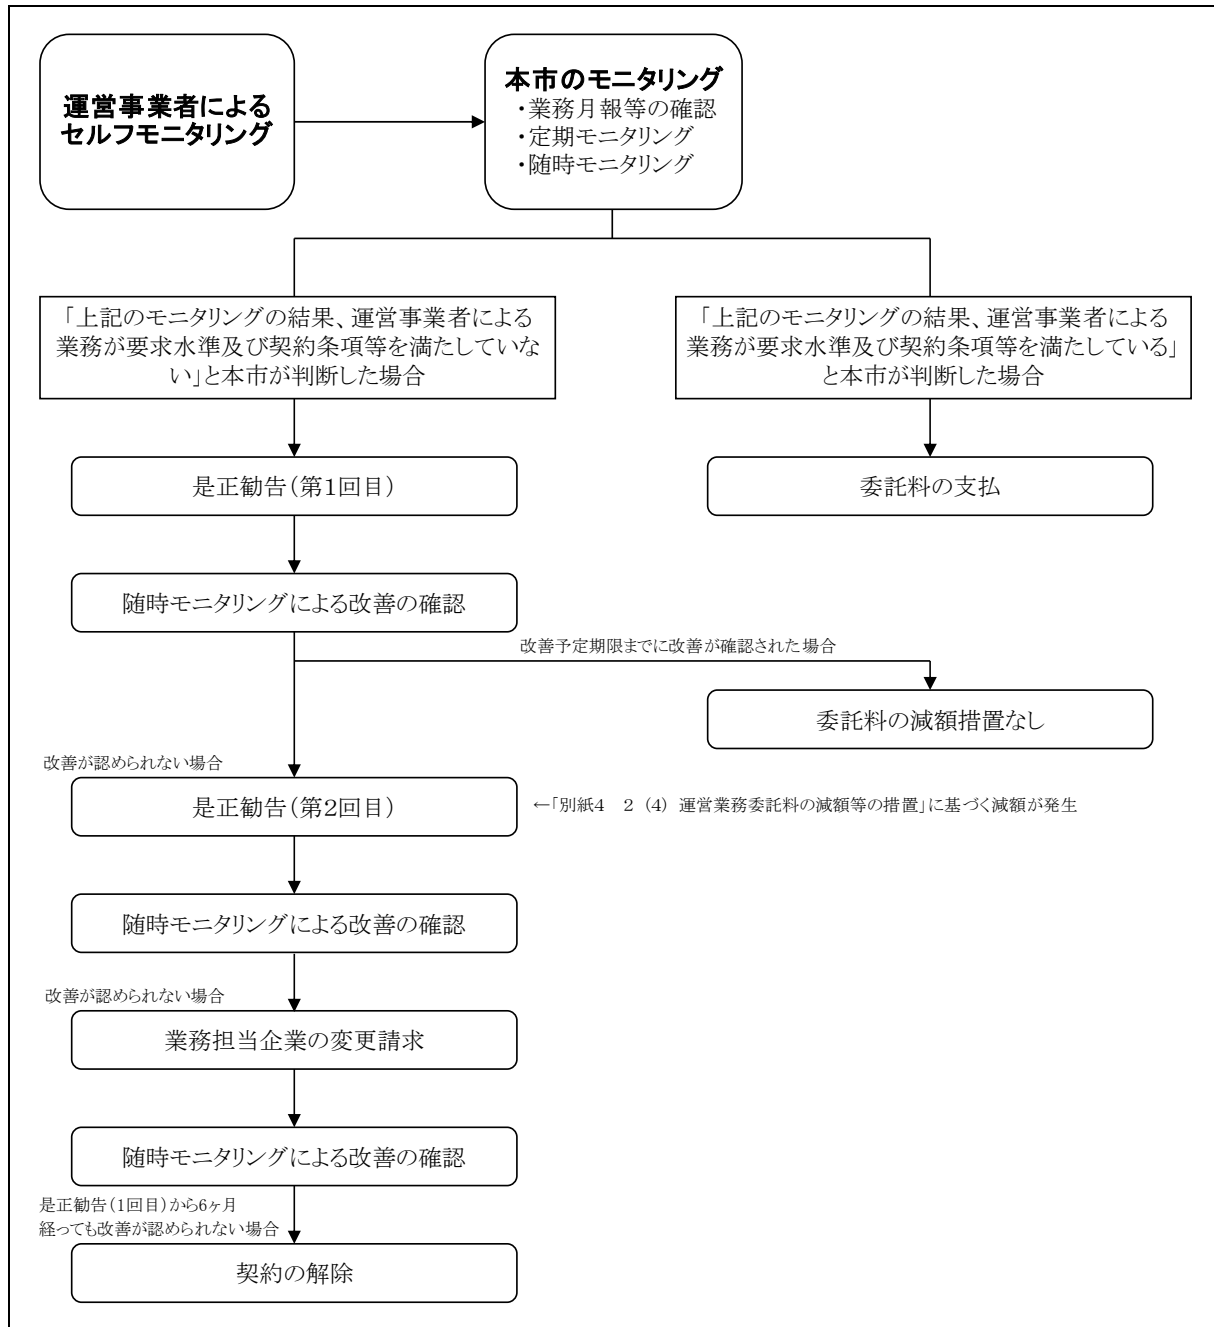 運営事業者による
セルフモニタリング
本市のモニタリング
・業務月報等の確認
・定期モニタリング
・随時モニタリング
「上記のモニタリングの結果、運営事業者による
業務が要求水準及び契約条項等を満たしていな
い」と本市が判断した場合
「上記のモニタリングの結果、運営事業者による
業務が要求水準及び契約条項等を満たしている」
と本市が判断した場合
是正勧告(第1回目)
委託料の支払
随時モニタリングによる改善の確認
改善予定期限までに改善が確認された場合
委託料の減額措置なし
改善が認められない場合
是正勧告(第2回目)
←「別紙4　2 (4) 運営業務委託料の減額等の措置」に基づく減額が発生
随時モニタリングによる改善の確認
改善が認められない場合
業務担当企業の変更請求
随時モニタリングによる改善の確認
是正勧告(1回目)から6ヶ月
経っても改善が認められない場合
契約の解除